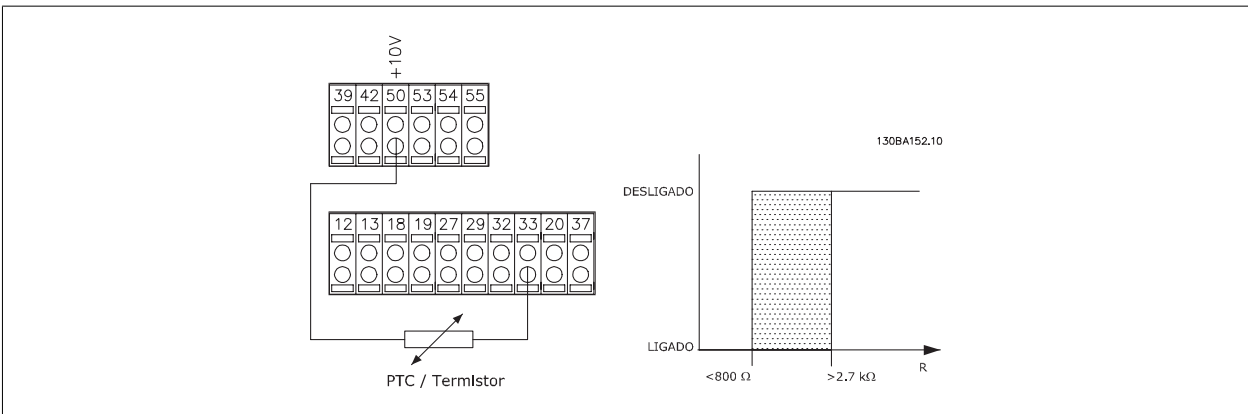 +10V
39 42 50 53 54 55
130BA152.10
DESLIGADO
12 13 18 19 27 29 32 33 20 37
LIGADO
<800 Ω >2.7 kΩ R
PTC / Termistor